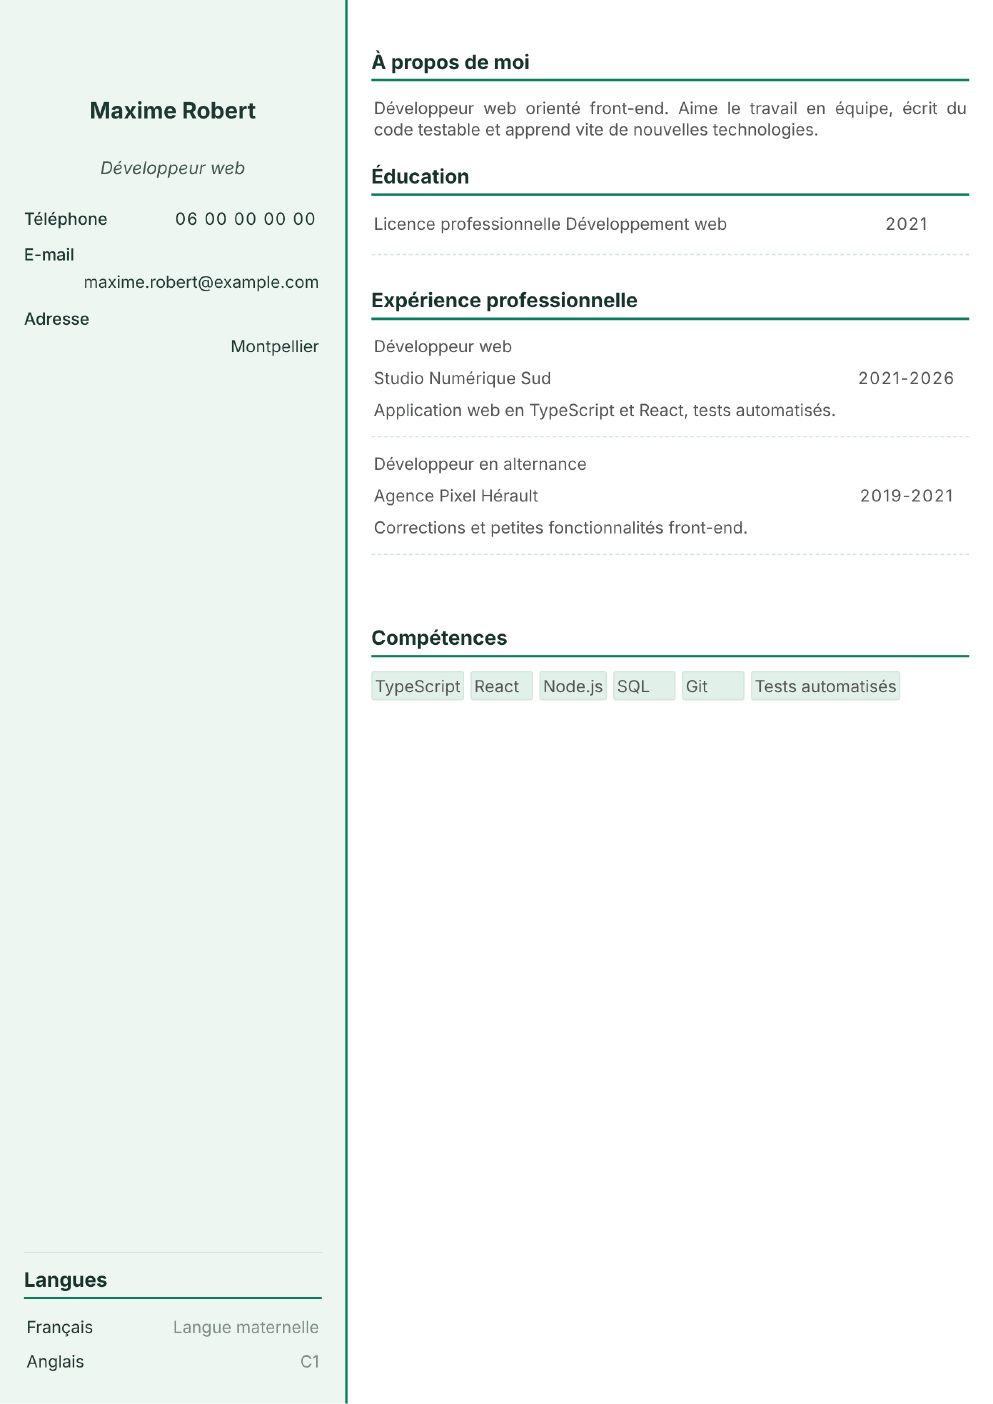 Maxime Robert
Développeur web
Téléphone 06 00 00 00 00
E-mail
maxime.robert@example.com
Adresse
Montpellier
Langues
Français Langue maternelle
Anglais C1
À propos de moi
Développeur web orienté front-end. Aime le travail en équipe, écrit du
code testable et apprend vite de nouvelles technologies.
Éducation
Licence professionnelle Développement web 2021
Expérience professionnelle
Développeur web
Studio Numérique Sud 2021-2026
Application web en TypeScript et React, tests automatisés.
Développeur en alternance
Agence Pixel Hérault 2019-2021
Corrections et petites fonctionnalités front-end.
Compétences
TypeScript React Node.js SQL Git Tests automatisés